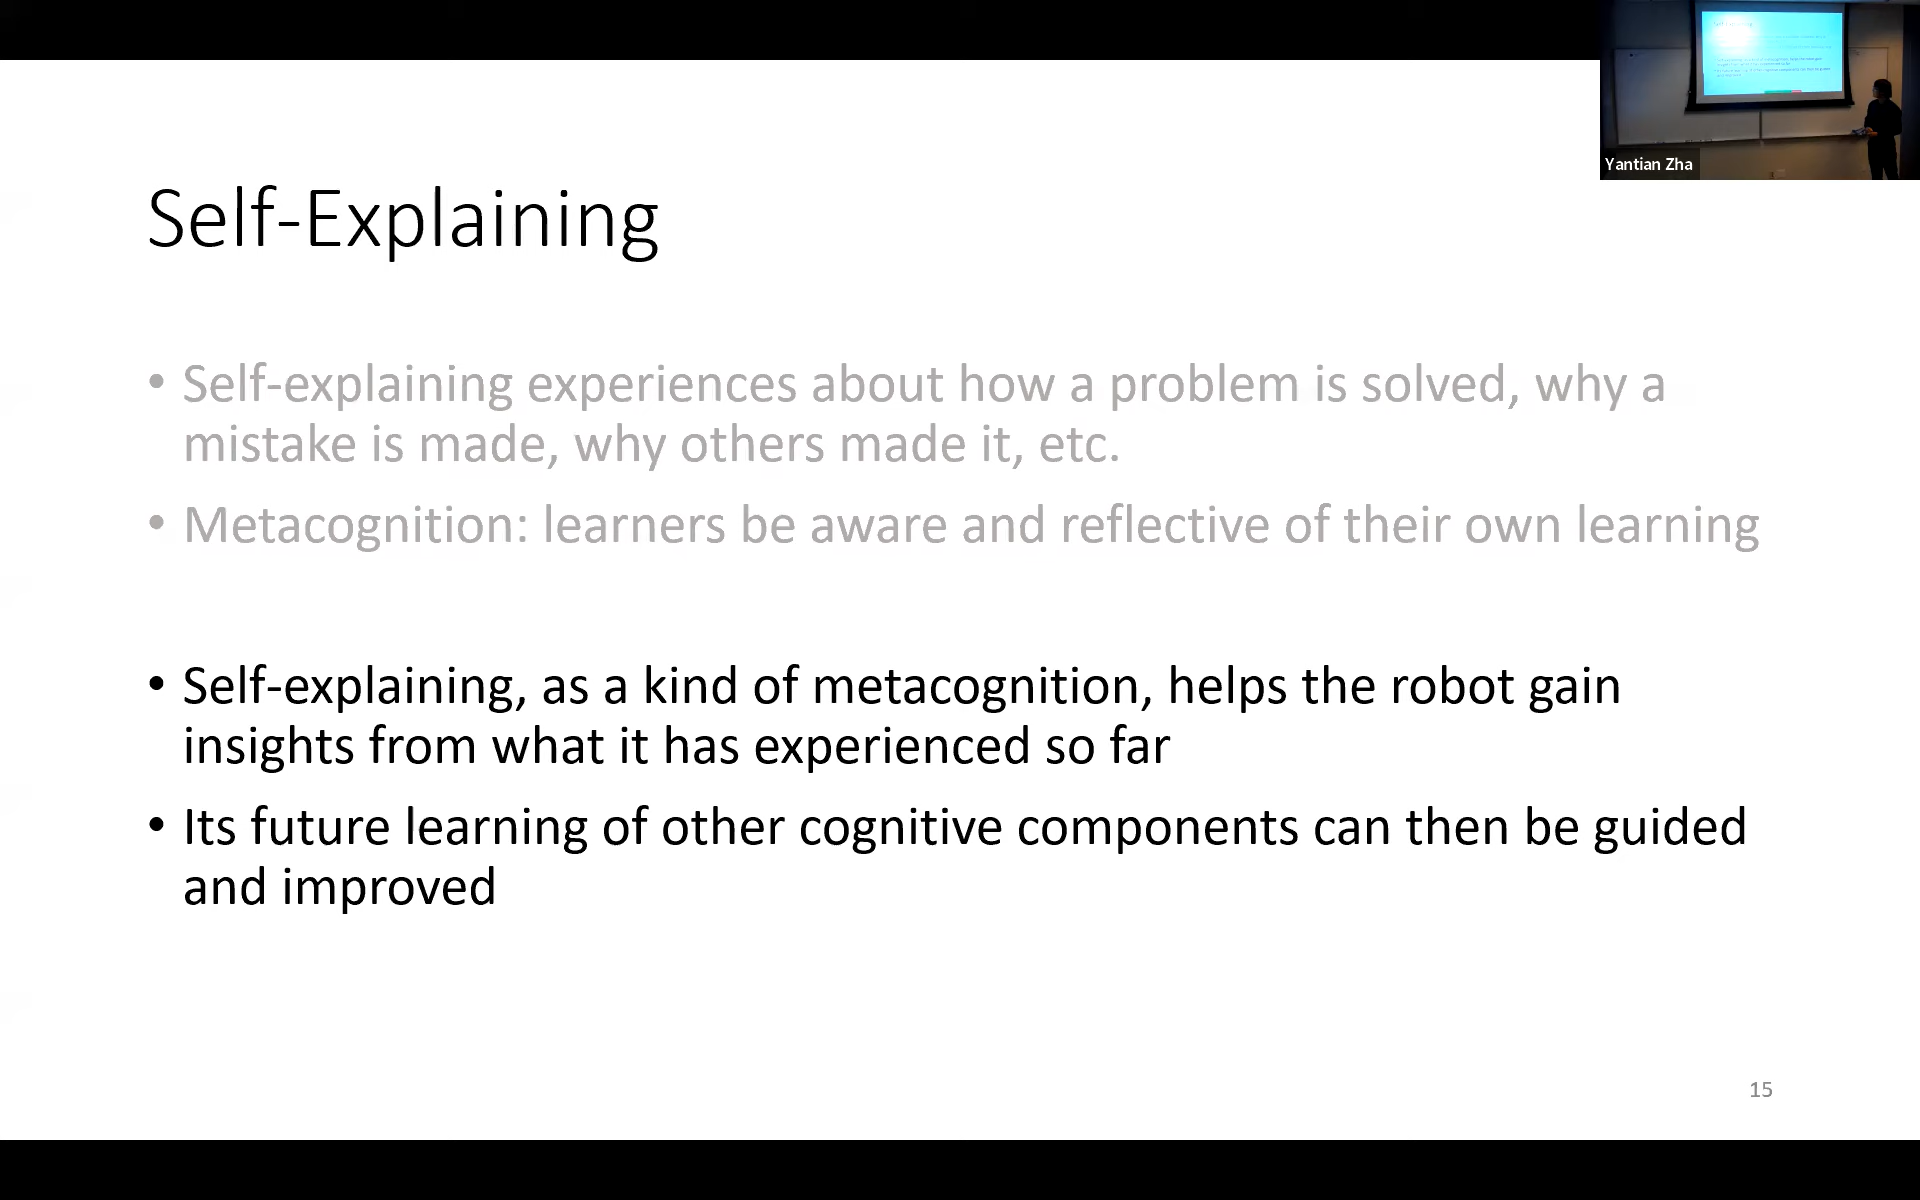 Yantian Zha
Self-Explaining
• Self-explaining experiences about how a problem is solved, why a
mistake is made, why others made it, etc.
• Metacognition: learners be aware and reflective of their own learning
• Self-explaining, as a kind of metacognition, helps the robot gain
insights from what it has experienced so far
• Its future learning of other cognitive components can then be guided
and improved
15